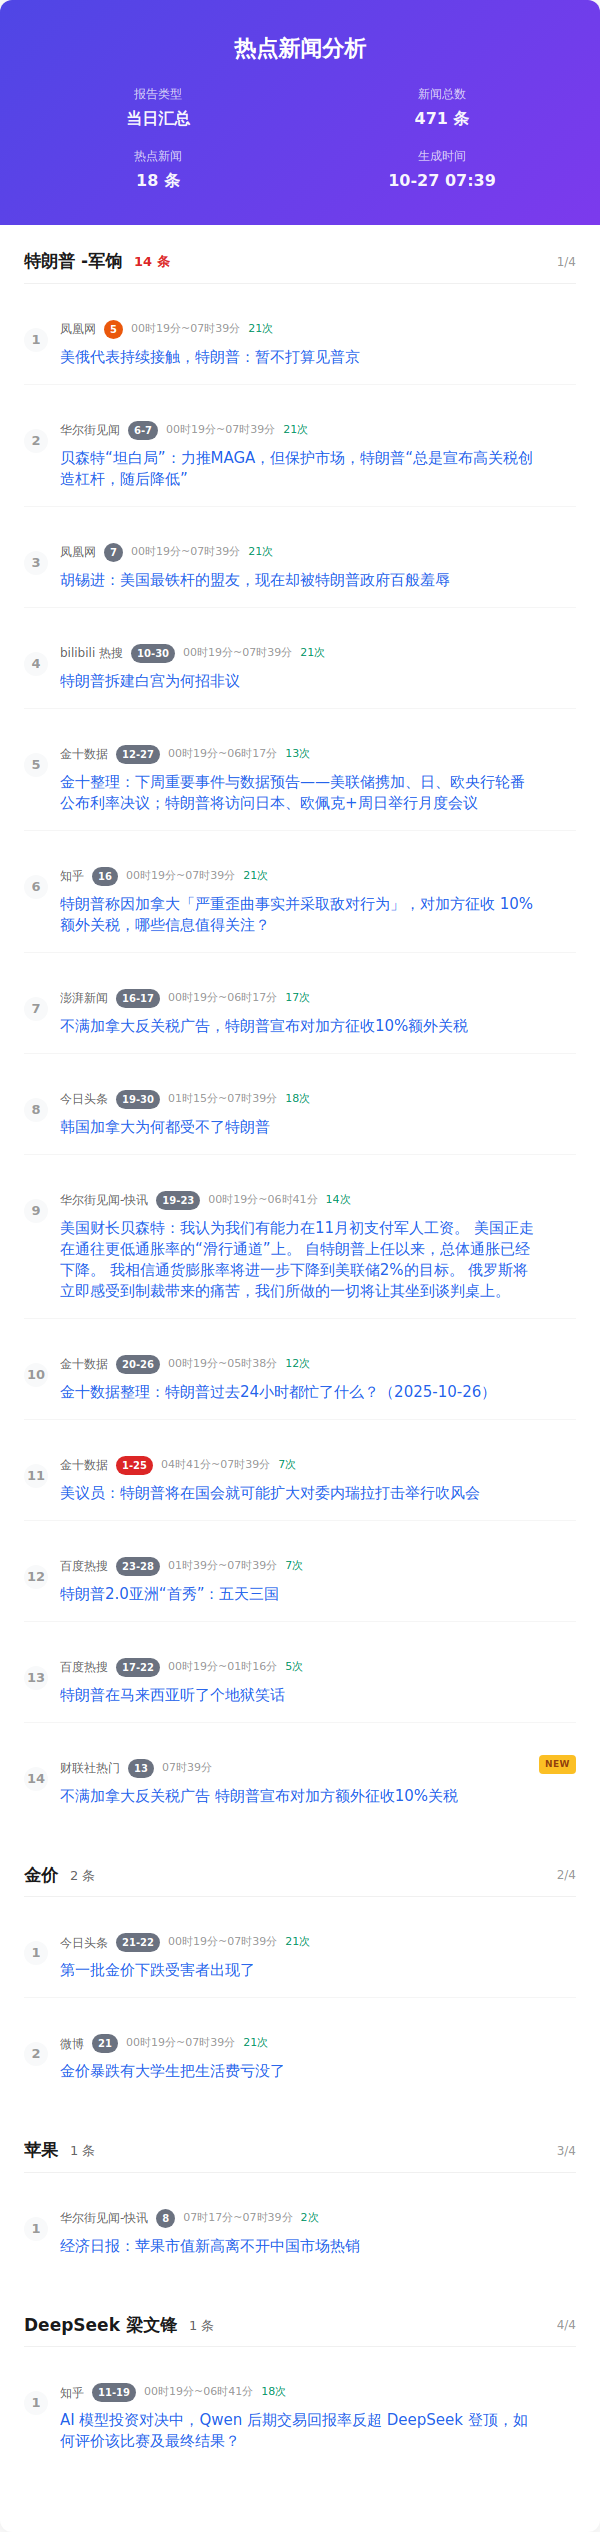 热点新闻分析
报告类型
新闻总数
当日汇总
471 条
热点新闻
生成时间
18 条
10-27 07:39
特朗普 -军饷 14 条 1/4
1 凤凰网 5 00时19分~07时39分 21次
美俄代表持续接触，特朗普：暂不打算见普京
2 华尔街见闻 6-7 00时19分~07时39分 21次
贝森特“坦白局”：力推MAGA，但保护市场，特朗普“总是宣布高关税创
造杠杆，随后降低”
3 凤凰网 7 00时19分~07时39分 21次
胡锡进：美国最铁杆的盟友，现在却被特朗普政府百般羞辱
4 bilibili 热搜 10-30 00时19分~07时39分 21次
特朗普拆建白宫为何招非议
5 金十数据 12-27 00时19分~06时17分 13次
金十整理：下周重要事件与数据预告——美联储携加、日、欧央行轮番
公布利率决议；特朗普将访问日本、欧佩克+周日举行月度会议
6 知乎 16 00时19分~07时39分 21次
特朗普称因加拿大「严重歪曲事实并采取敌对行为」，对加方征收 10%
额外关税，哪些信息值得关注？
7 澎湃新闻 16-17 00时19分~06时17分 17次
不满加拿大反关税广告，特朗普宣布对加方征收10%额外关税
8 今日头条 19-30 01时15分~07时39分 18次
韩国加拿大为何都受不了特朗普
9 华尔街见闻-快讯 19-23 00时19分~06时41分 14次
美国财长贝森特：我认为我们有能力在11月初支付军人工资。 美国正走
在通往更低通胀率的“滑行通道”上。 自特朗普上任以来，总体通胀已经
下降。 我相信通货膨胀率将进一步下降到美联储2%的目标。 俄罗斯将
立即感受到制裁带来的痛苦，我们所做的一切将让其坐到谈判桌上。
10 金十数据 20-26 00时19分~05时38分 12次
金十数据整理：特朗普过去24小时都忙了什么？（2025-10-26）
11 金十数据 1-25 04时41分~07时39分 7次
美议员：特朗普将在国会就可能扩大对委内瑞拉打击举行吹风会
12 百度热搜 23-28 01时39分~07时39分 7次
特朗普2.0亚洲“首秀”：五天三国
13 百度热搜 17-22 00时19分~01时16分 5次
特朗普在马来西亚听了个地狱笑话
14 财联社热门 13 07时39分 NEW
不满加拿大反关税广告 特朗普宣布对加方额外征收10%关税
金价 2 条 2/4
1 今日头条 21-22 00时19分~07时39分 21次
第一批金价下跌受害者出现了
2 微博 21 00时19分~07时39分 21次
金价暴跌有大学生把生活费亏没了
苹果 1 条 3/4
1 华尔街见闻-快讯 8 07时17分~07时39分 2次
经济日报：苹果市值新高离不开中国市场热销
DeepSeek 梁文锋 1 条 4/4
1 知乎 11-19 00时19分~06时41分 18次
AI 模型投资对决中，Qwen 后期交易回报率反超 DeepSeek 登顶，如
何评价该比赛及最终结果？